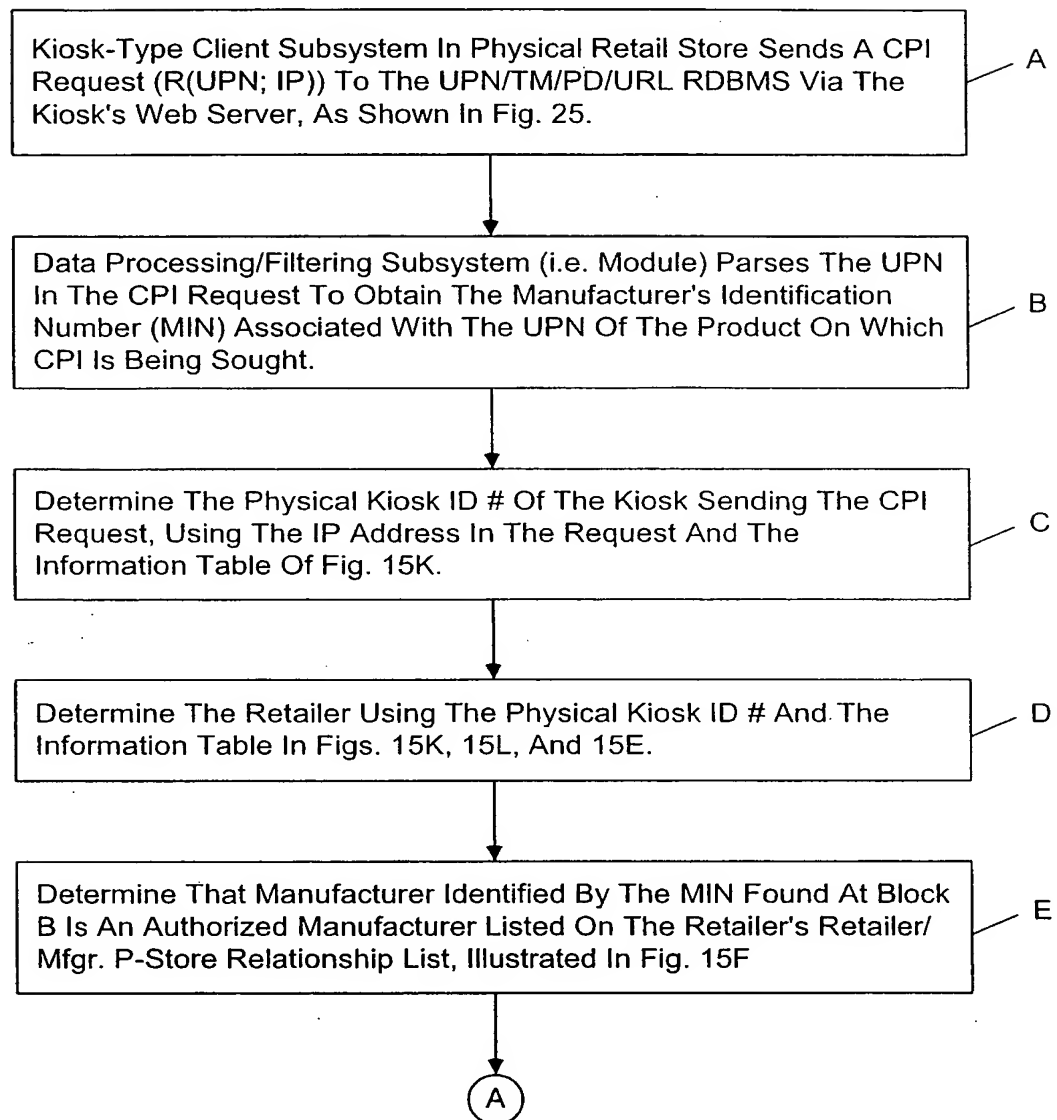 Kiosk-Type Client Subsystem In Physical Retail Store Sends A CPI
Request (R(UPN; IP)) To The UPN/TM/PD/URL RDBMS Via The
Kiosk's Web Server, As Shown In Fig. 25.
A
Data Processing/Filtering Subsystem (i.e. Module) Parses The UPN
In The CPI Request To Obtain The Manufacturer's Identification
Number (MIN) Associated With The UPN Of The Product On Which
CPI Is Being Sought.
B
Determine The Physical Kiosk ID # Of The Kiosk Sending The CPI
Request, Using The IP Address In The Request And The
Information Table Of Fig. 15K.
C
Determine The Retailer Using The Physical Kiosk ID # And The
Information Table In Figs. 15K, 15L, And 15E.
D
Determine That Manufacturer Identified By The MIN Found At Block
B Is An Authorized Manufacturer Listed On The Retailer's Retailer/
Mfgr. P-Store Relationship List, Illustrated In Fig. 15F
E
A